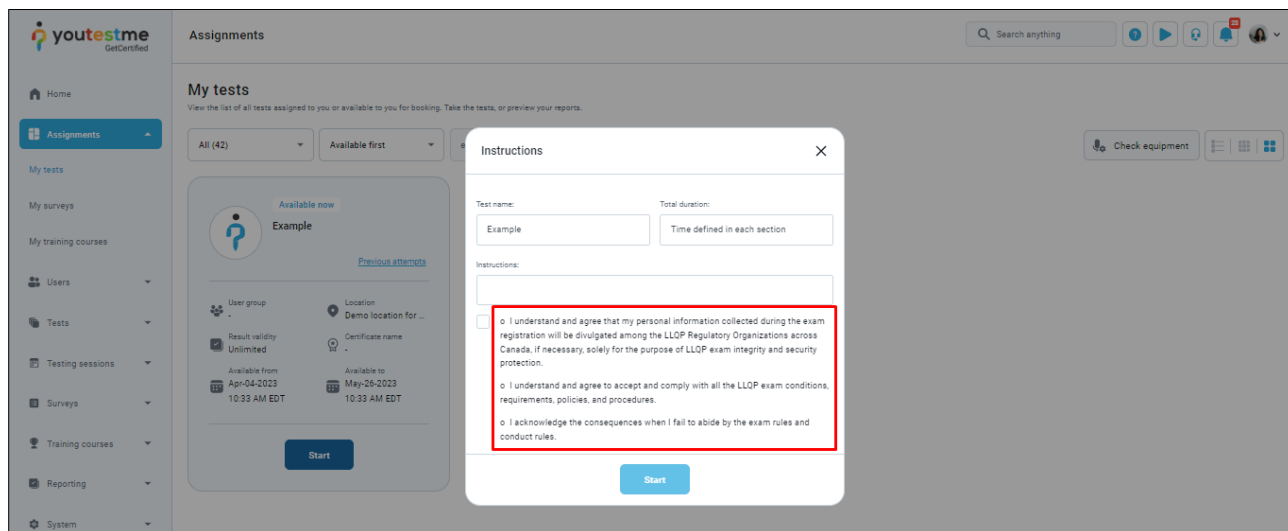 youtestme
GetCertified
Assignments
Search anything
?
23
Home
Assignments
My tests
My surveys
My training courses
Users
Tests
Testing sessions
Surveys
Training courses
Reporting
System
My tests
View the list of all tests assigned to you or available to you for booking. Take the tests, or preview your reports.
All (42)
Available first
e
Check equipment
Available now
Example
Previous attempts
User group
-
Location
Demo location for ...
Result validity
Unlimited
Certificate name
-
Available from
Apr-04-2023
10:33 AM EDT
Available to
May-26-2023
10:33 AM EDT
Start
Instructions
Test name:
Example
Total duration:
Time defined in each section
Instructions:
o I understand and agree that my personal information collected during the exam
registration will be divulgated among the LLQP Regulatory Organizations across
Canada, if necessary, solely for the purpose of LLQP exam integrity and security
protection.
o I understand and agree to accept and comply with all the LLQP exam conditions,
requirements, policies, and procedures.
o I acknowledge the consequences when I fail to abide by the exam rules and
conduct rules.
Start